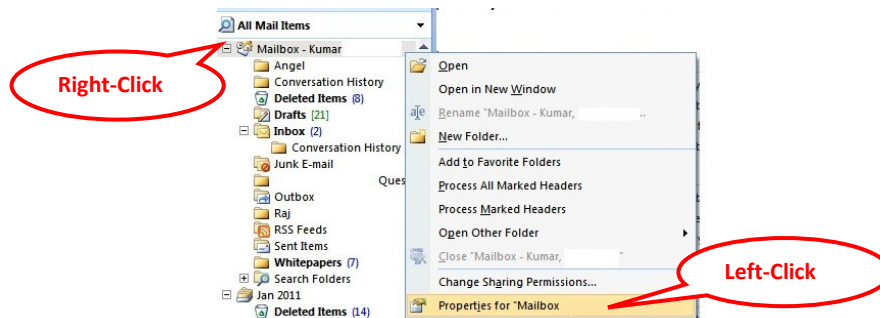 All Mail Items
Mailbox - Kumar
Right-Click
Angel
Conversation History
Deleted Items (8)
Drafts [21]
Inbox (2)
Conversation History
Junk E-mail
Ques
Outbox
Raj
RSS Feeds
Sent Items
Whitepapers (7)
Search Folders
Jan 2011
Deleted Items (14)
Open
Open in New Window
Rename "Mailbox - Kumar, ..
New Folder...
Add to Favorite Folders
Process All Marked Headers
Process Marked Headers
Open Other Folder
Close "Mailbox - Kumar, "
Change Sharing Permissions...
Properties for "Mailbox
Left-Click